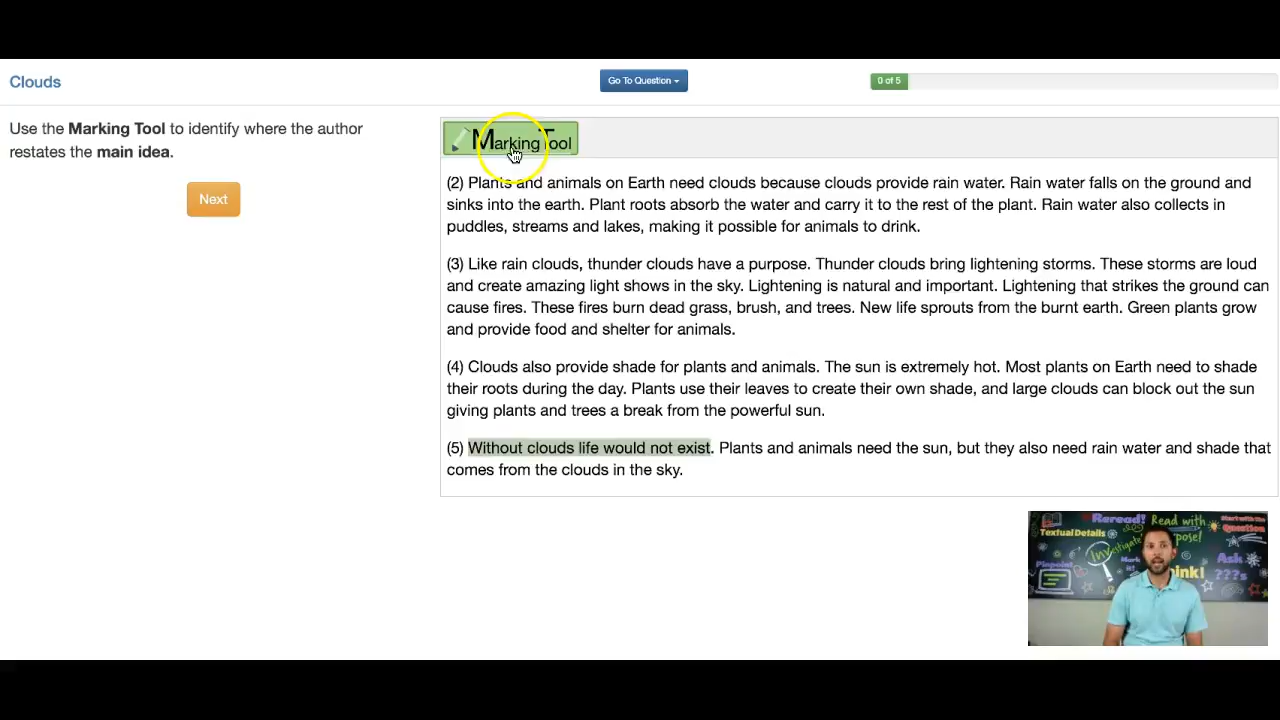 Clouds
Go To Question
0 of 5
Use the Marking Tool to identify where the author
restates the main idea.
Next
Marking Tool
(2) Plants and animals on Earth need clouds because clouds provide rain water. Rain water falls on the ground and
sinks into the earth. Plant roots absorb the water and carry it to the rest of the plant. Rain water also collects in
puddles, streams and lakes, making it possible for animals to drink.
(3) Like rain clouds, thunder clouds have a purpose. Thunder clouds bring lightening storms. These storms are loud
and create amazing light shows in the sky. Lightening is natural and important. Lightening that strikes the ground can
cause fires. These fires burn dead grass, brush, and trees. New life sprouts from the burnt earth. Green plants grow
and provide food and shelter for animals.
(4) Clouds also provide shade for plants and animals. The sun is extremely hot. Most plants on Earth need to shade
their roots during the day. Plants use their leaves to create their own shade, and large clouds can block out the sun
giving plants and trees a break from the powerful sun.
(5) Without clouds life would not exist. Plants and animals need the sun, but they also need rain water and shade that
comes from the clouds in the sky.
Reread!
Read with
Start with the
Question
Textual Details
Investigate
Pinpoint
Mark
it!
Ask
???s